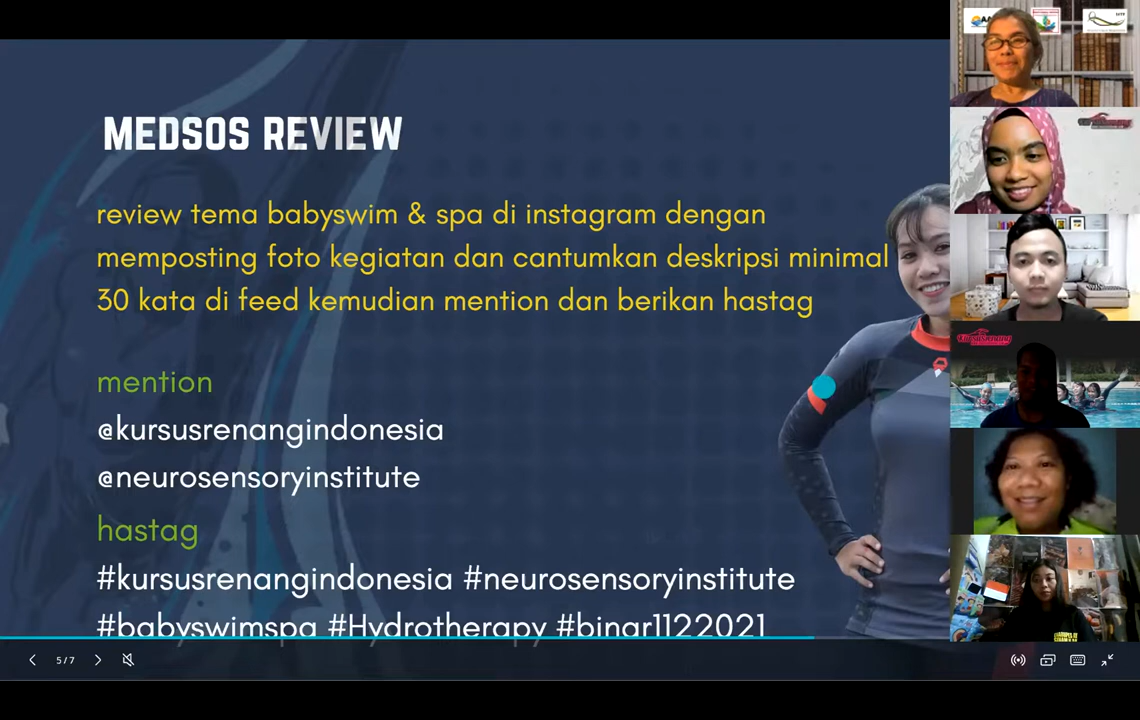 MEDSOS REVIEW
review tema babyswim & spa di instagram dengan
memposting foto kegiatan dan cantumkan deskripsi minimal
30 kata di feed kemudian mention dan berikan hastag
mention
@kursusrenangindonesia
@neurosensoryinstitute
hastag
#kursusrenangindonesia #neurosensoryinstitute
#babyswimspa #Hydrotherapy #binar1122021
5/7